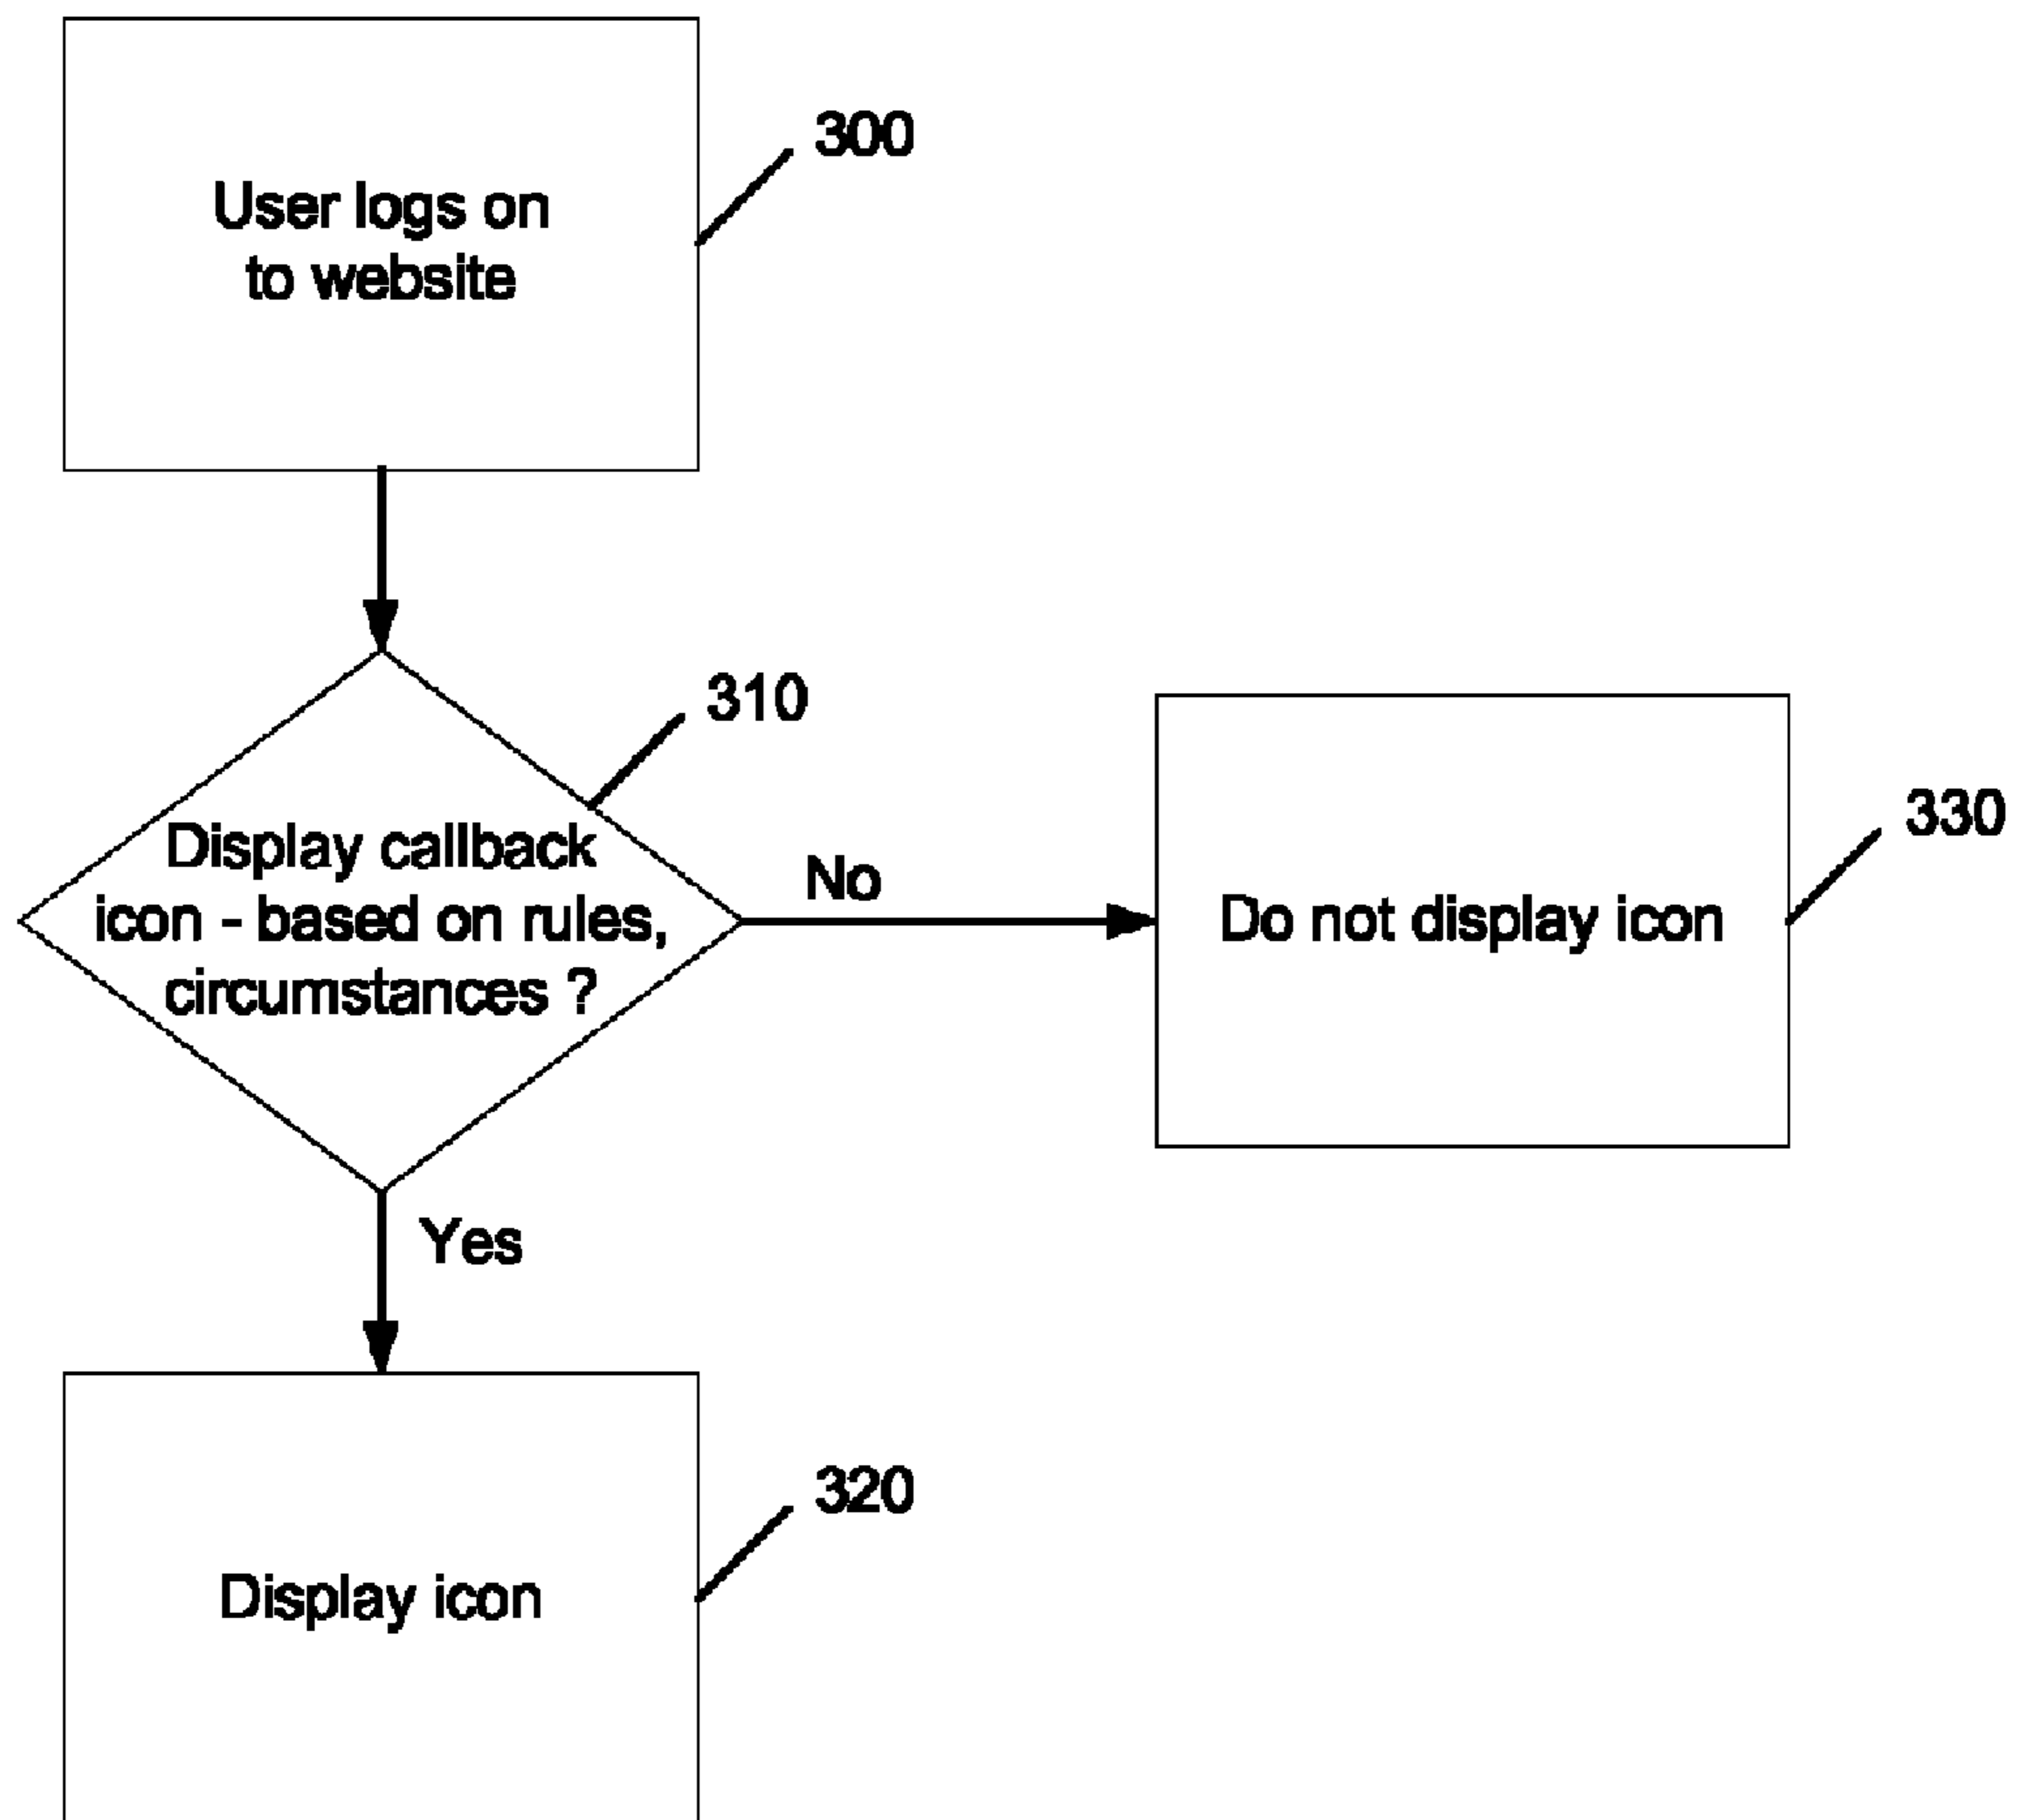 300
User logs on
to website
310
Display callback
icon - based on rules,
circumstances ?
No
330
Do not display icon
Yes
320
Display icon